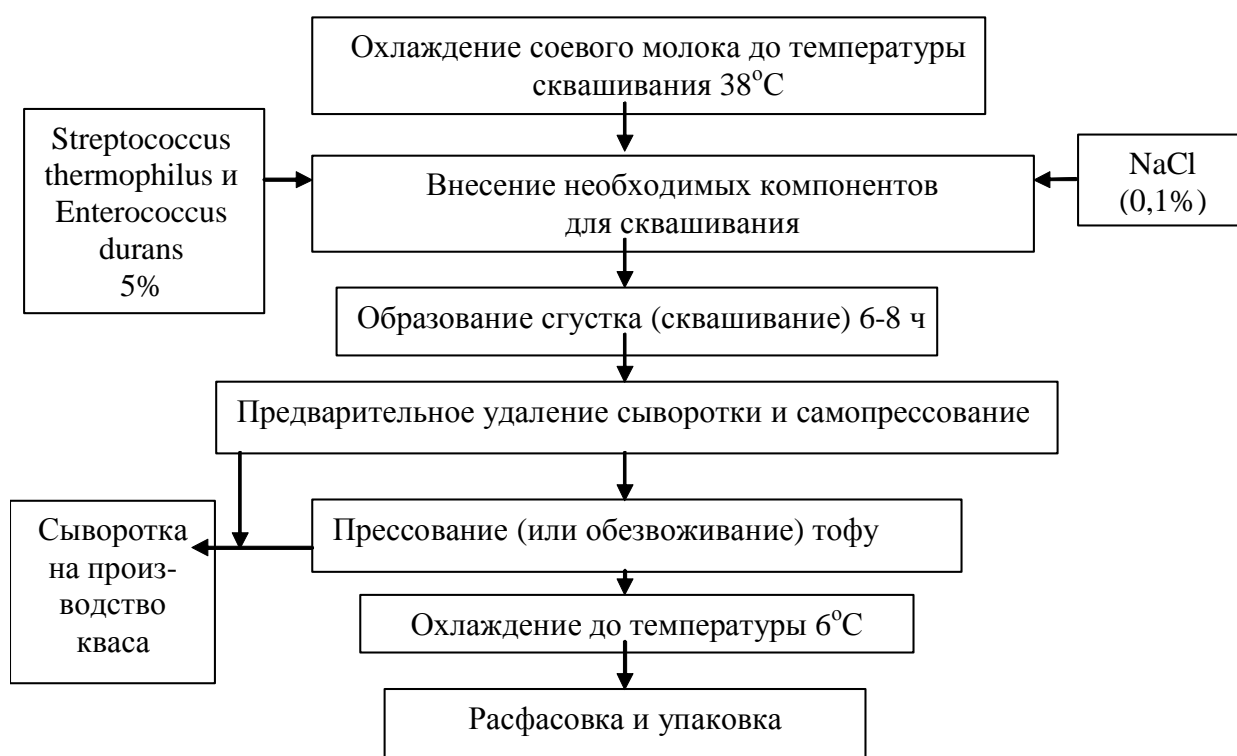 Охлаждение соевого молока до температуры
сквашивания 38°С
Streptococcus
thermophilus и
Enterococcus
durans
5%
Внесение необходимых компонентов
для сквашивания
NaCl
(0,1%)
Образование сгустка (сквашивание) 6-8 ч
Предварительное удаление сыворотки и самопрессование
Сыворотка
на произ-
водство
кваса
Прессование (или обезвоживание) тофу
Охлаждение до температуры 6°С
Расфасовка и упаковка